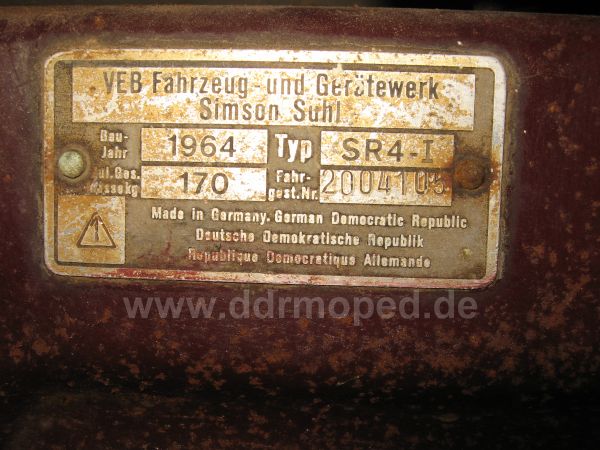 VEB Fahrzeug- und Gerätewerk
Simson Suhl
Bau-
Jahr 1964 Typ SR4-I
zul.Ges.
Masse kg 170 Fahr-
gest.Nr. 2004105
Made in Germany. German Democratic Republic
Deutsche Demokratische Republik
Republique Democratique Allemande
www.ddrmoped.de